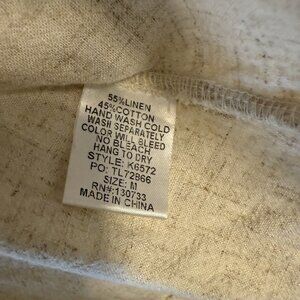 55%LINEN
45%COTTON
HAND WASH COLD
WASH SEPARATELY
COLOR WILL BLEED
NO BLEACH
HANG TO DRY
STYLE: K6572
PO: TL72866
SIZE: M
RN#:130733
MADE IN CHINA